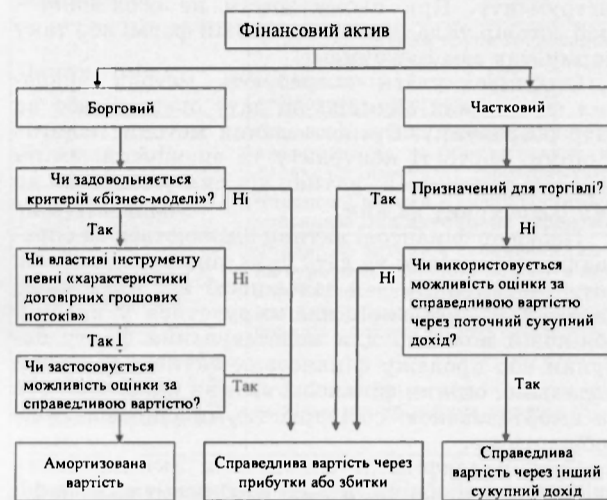 Фінансовий актив
Борговий
Частковий
Чи задовольняється
критерій «бізнес-моделі»?
Ні
Так
Призначений для торгівлі?
Так
Ні
Чи властиві інструменту
певні «характеристики
договірних грошових
потоків»
Ні
Ні
Чи використовується
можливість оцінки за
справедливою вартістю
через поточний сукупний
дохід?
Так
Чи застосовується
можливість оцінки за
справедливою вартістю?
Так
Так
Амортизована
вартість
Справедлива вартість через
прибутки або збитки
Справедлива
вартість через інший
сукупний дохід